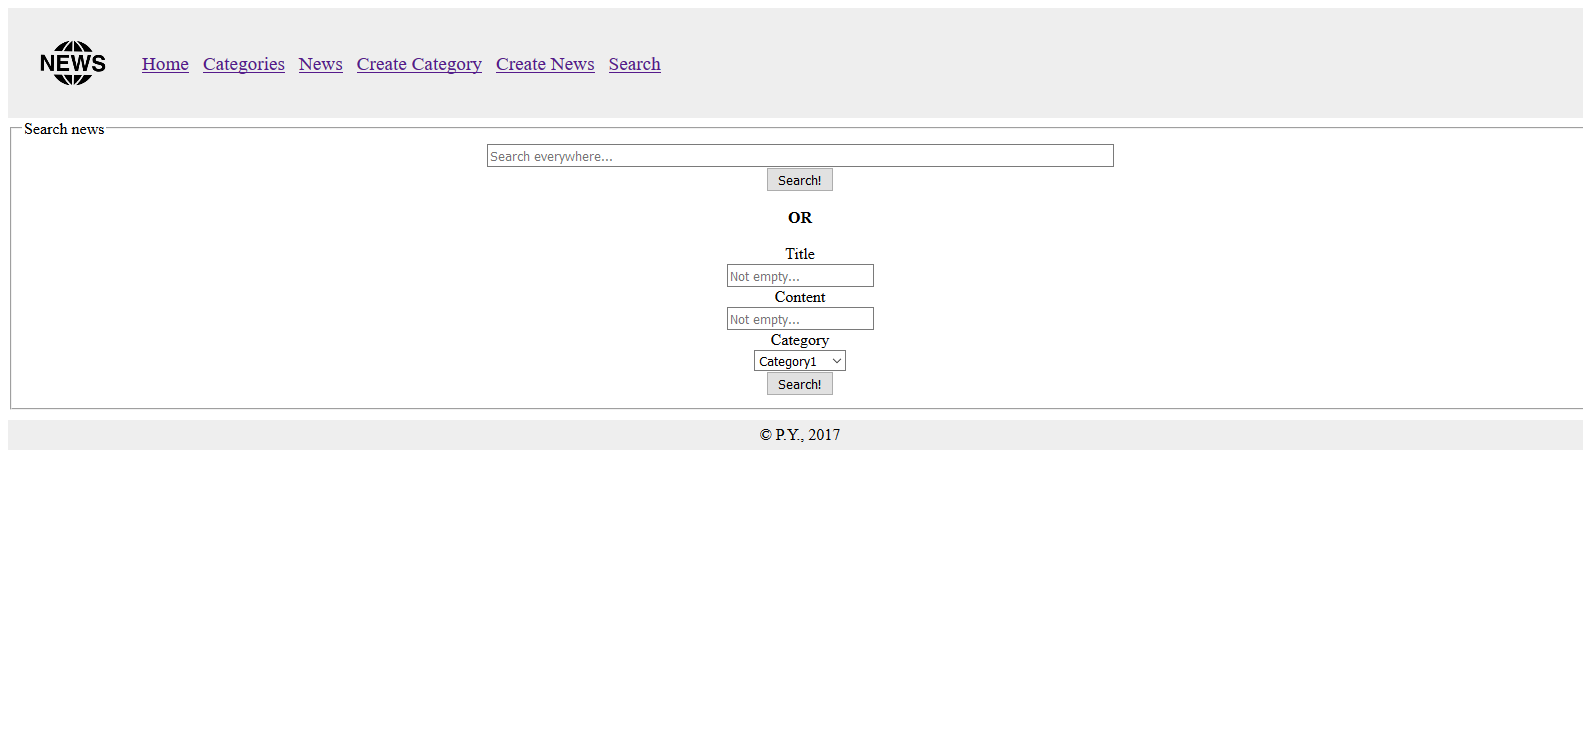 NEWS Home Categories News Create Category Create News Search
Search news
Search everywhere...
Search!
OR
Title
Not empty...
Content
Not empty...
Category
Category1
Search!
© P.Y., 2017